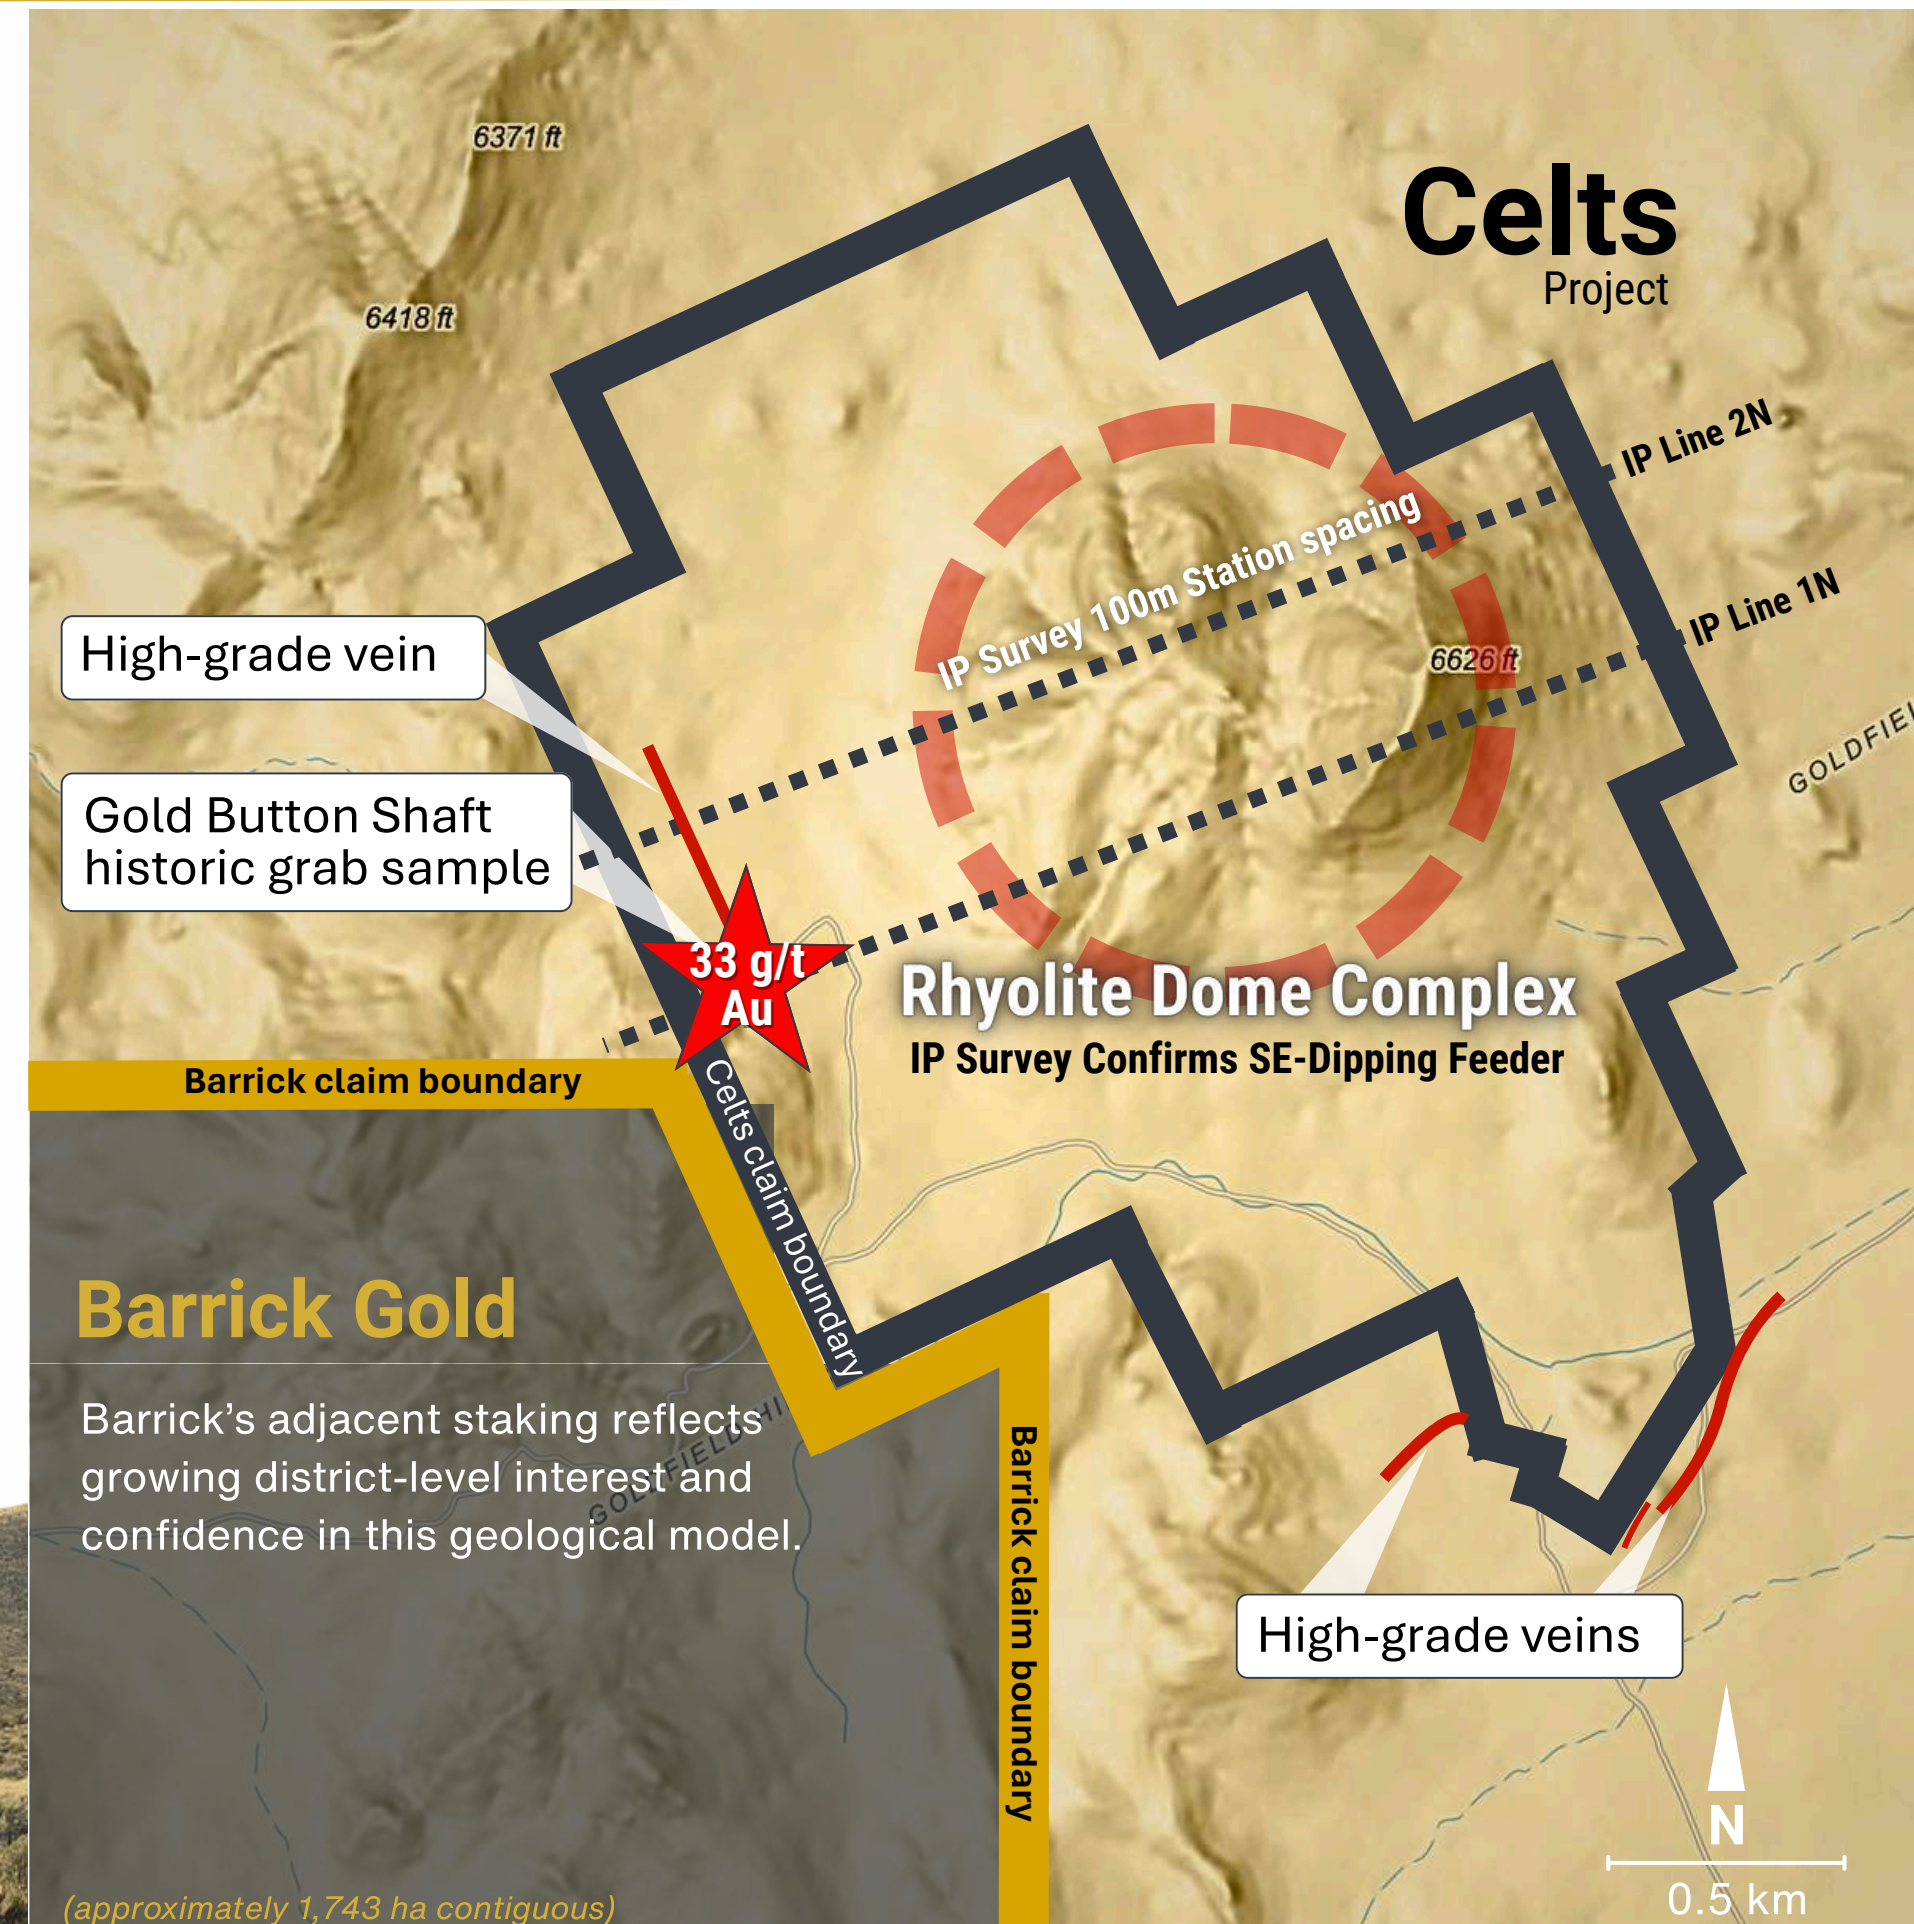 6371 ft
Celts
Project
6418 ft
IP Line 2N
IP Survey 100m Station spacing
IP Line 1N
High-grade vein
6626 ft
Gold Button Shaft
historic grab sample
33 g/t
Au
Rhyolite Dome Complex
IP Survey Confirms SE-Dipping Feeder
Barrick claim boundary
Celts claim boundary
Barrick Gold
Barrick's adjacent staking reflects
growing district-level interest and
confidence in this geological model.
Barrick claim boundary
High-grade veins
N
0.5 km
(approximately 1,743 ha contiguous)